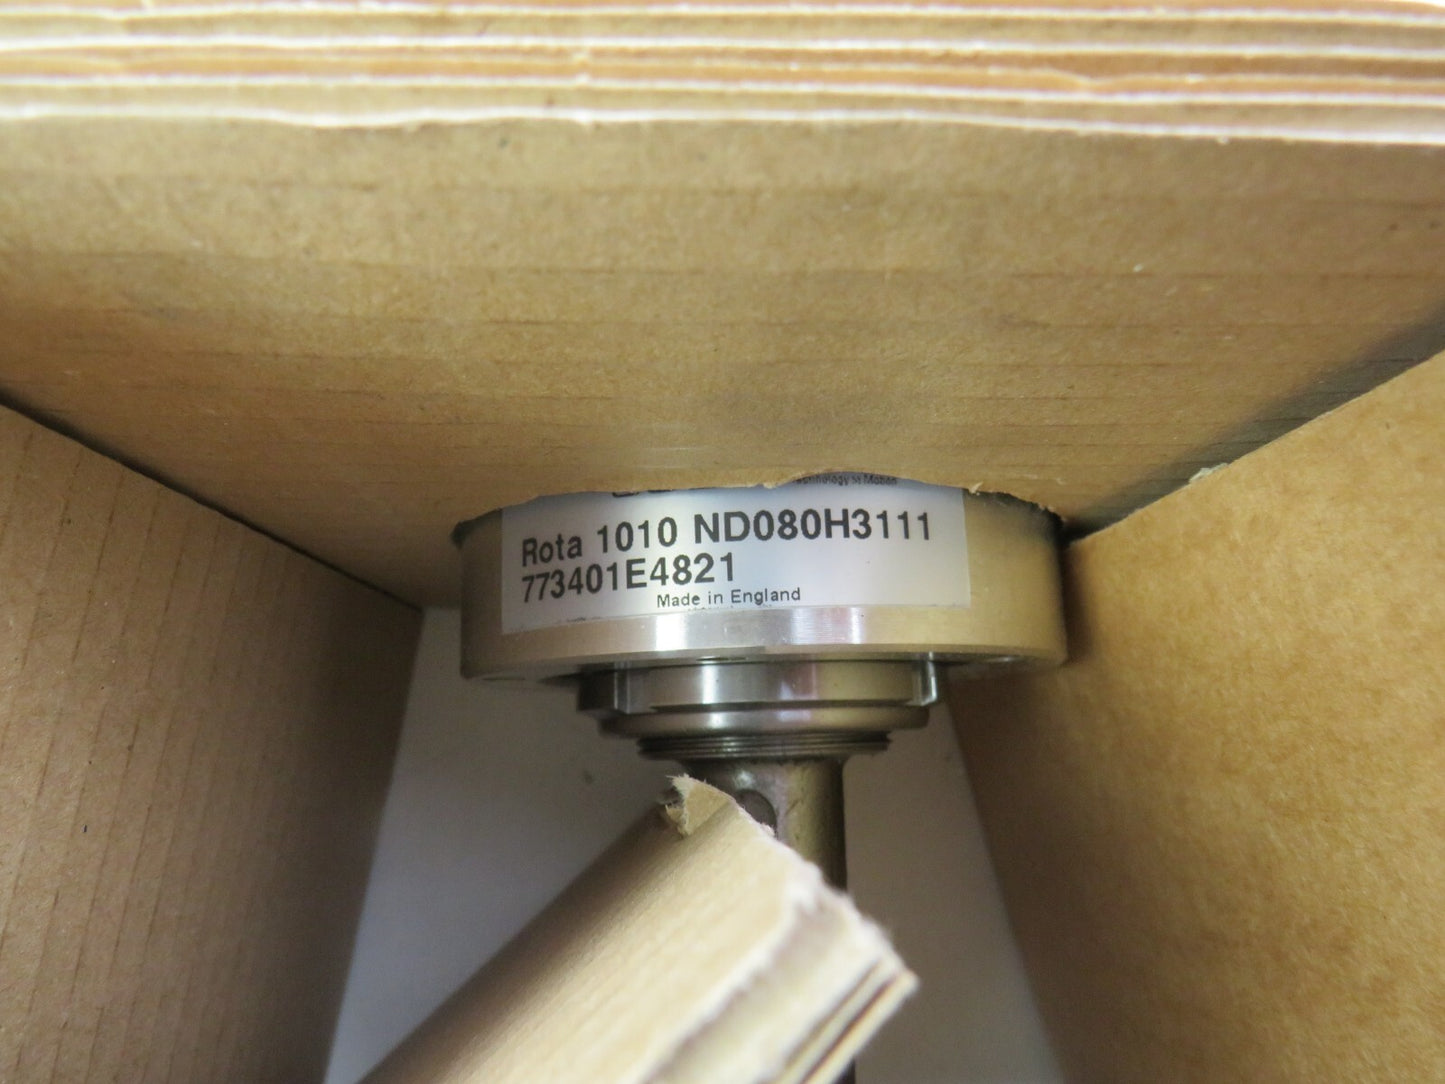 Technology in Motion
Rota 1010 ND080H3111
773401E4821
Made in England